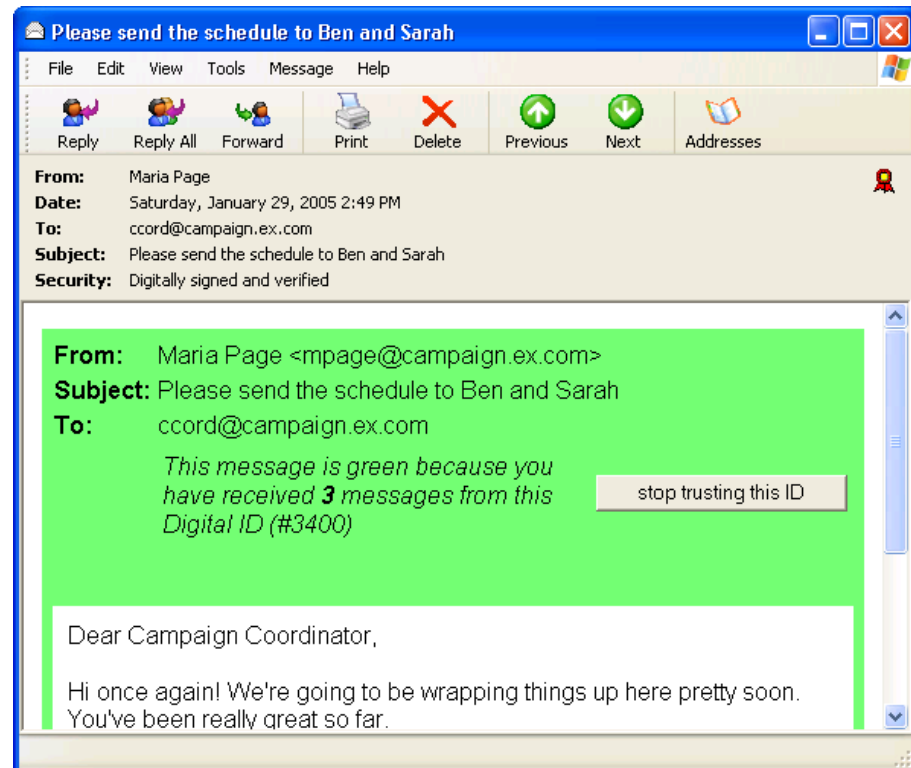 Please send the schedule to Ben and Sarah
File Edit View Tools Message Help
Reply Reply All Forward Print Delete Previous Next Addresses
From: Maria Page
Date: Saturday, January 29, 2005 2:49 PM
To: ccord@campaign.ex.com
Subject: Please send the schedule to Ben and Sarah
Security: Digitally signed and verified
From: Maria Page <mpage@campaign.ex.com>
Subject: Please send the schedule to Ben and Sarah
To: ccord@campaign.ex.com
This message is green because you
have received 3 messages from this
Digital ID (#3400)
stop trusting this ID
Dear Campaign Coordinator,
Hi once again! We're going to be wrapping things up here pretty soon.
You've been really great so far.